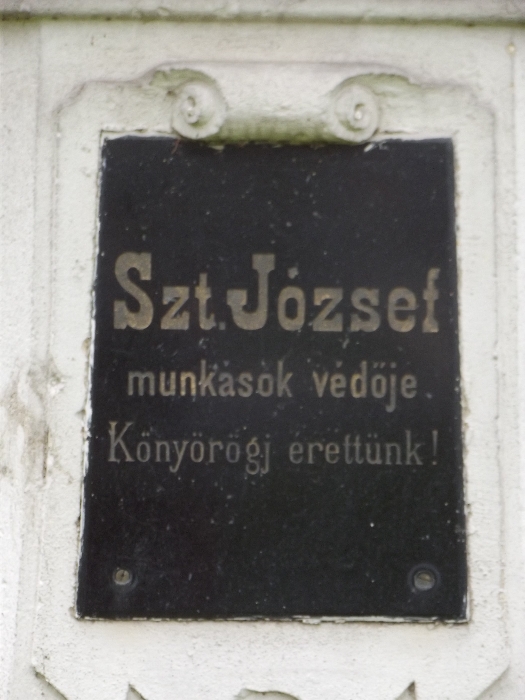 Szt. József
munkások védője.
Könyörögj érettünk!